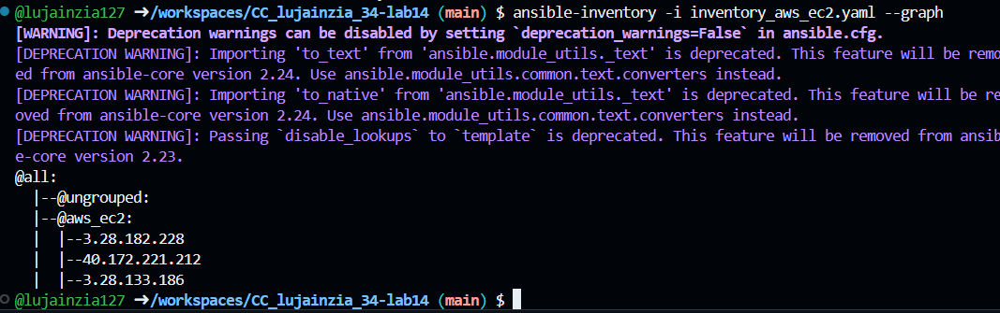 @lujainzia127 ➜/workspaces/CC_lujainzia_34-lab14 (main) $ ansible-inventory -i inventory_aws_ec2.yaml --graph
[WARNING]: Deprecation warnings can be disabled by setting `deprecation_warnings=False` in ansible.cfg.
[DEPRECATION WARNING]: Importing 'to_text' from 'ansible.module_utils._text' is deprecated. This feature will be remo
ed from ansible-core version 2.24. Use ansible.module_utils.common.text.converters instead.
[DEPRECATION WARNING]: Importing 'to_native' from 'ansible.module_utils._text' is deprecated. This feature will be re
oved from ansible-core version 2.24. Use ansible.module_utils.common.text.converters instead.
[DEPRECATION WARNING]: Passing `disable_lookups` to `template` is deprecated. This feature will be removed from ansib
e-core version 2.23.
@all:
  |--@ungrouped:
  |--@aws_ec2:
  |  |--3.28.182.228
  |  |--40.172.221.212
  |  |--3.28.133.186
@lujainzia127 ➜/workspaces/CC_lujainzia_34-lab14 (main) $